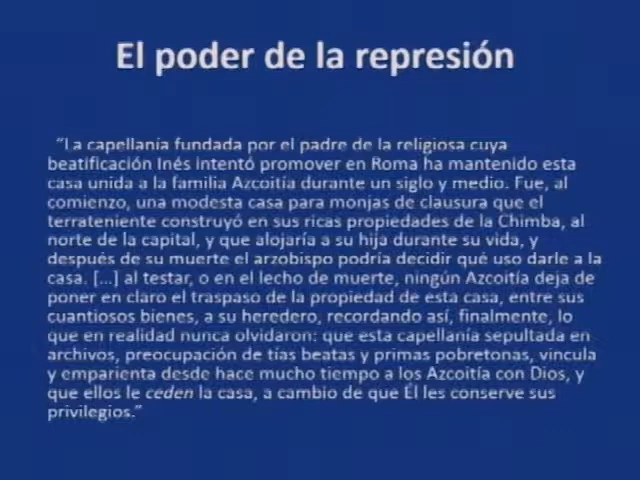 El poder de la represión
“La capellanía fundada por el padre de la religiosa cuya
beatificación Inés intentó promover en Roma ha mantenido esta
casa unida a la familia Azcoitía durante un siglo y medio. Fue, al
comienzo, una modesta casa para monjas de clausura que el
terrateniente construyó en sus ricas propiedades de la Chimba, al
norte de la capital, y que alojaría a su hija durante su vida, y
después de su muerte el arzobispo podría decidir qué uso darle a la
casa. [...] al testar, o en el lecho de muerte, ningún Azcoitía deja de
poner en claro el traspaso de la propiedad de esta casa, entre sus
cuantiosos bienes, a su heredero, recordando así, finalmente, lo
que en realidad nunca olvidaron: que esta capellanía sepultada en
archivos, preocupación de tías beatas y primas pobretonas, vincula
y emparienta desde hace mucho tiempo a los Azcoitía con Dios, y
que ellos le ceden la casa, a cambio de que Él les conserve sus
privilegios.”